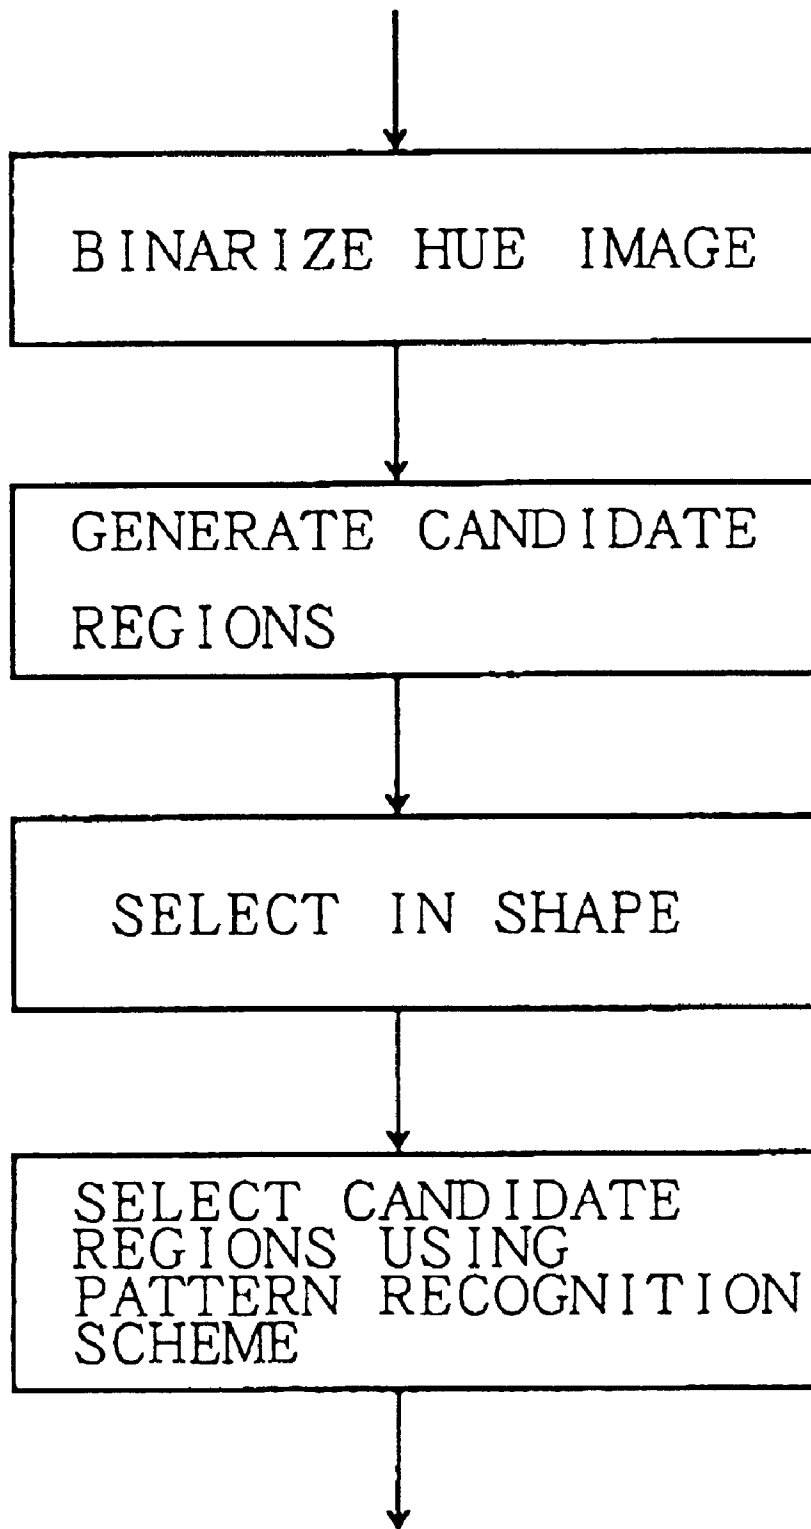 BINARIZE HUE IMAGE
GENERATE CANDIDATE
REGIONS
SELECT IN SHAPE
SELECT CANDIDATE
REGIONS USING
PATTERN RECOGNITION
SCHEME